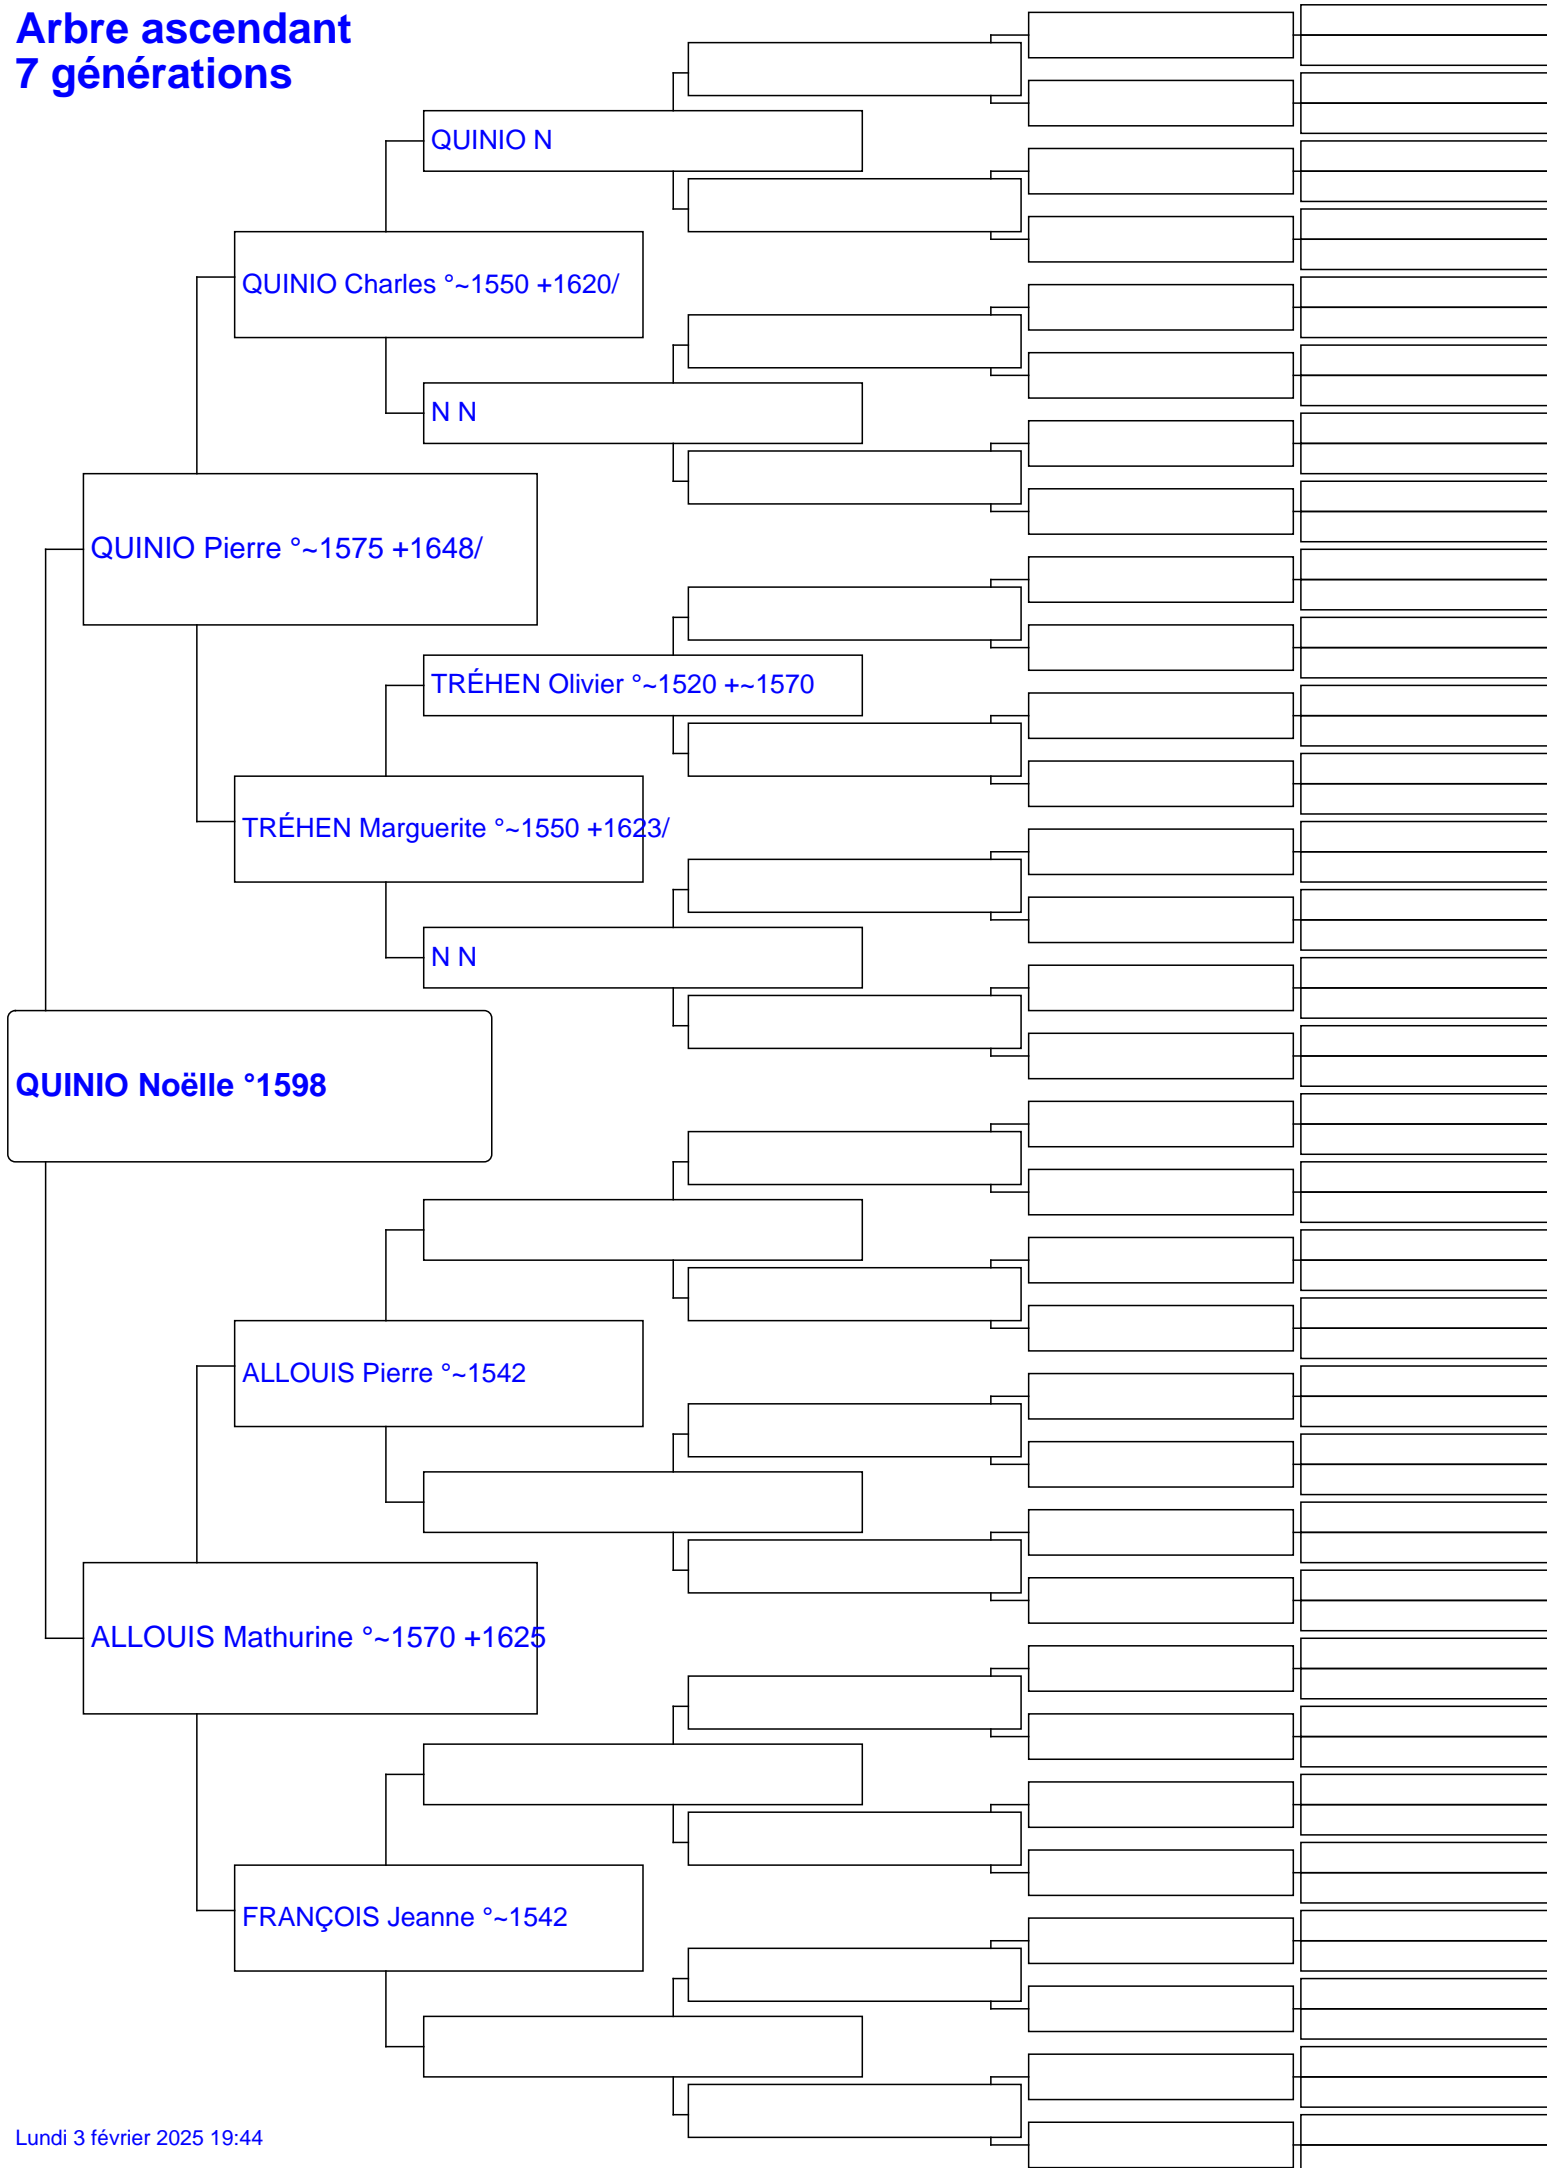 Arbre ascendant
7 générations
QUINIO N
QUINIO Charles °~1550 +1620/
N N
QUINIO Pierre °~1575 +1648/
TRÉHEN Olivier °~1520 +~1570
TRÉHEN Marguerite °~1550 +1623/
N N
QUINIO Noëlle °1598
ALLOUIS Pierre °~1542
ALLOUIS Mathurine °~1570 +1625
FRANÇOIS Jeanne °~1542
Lundi 3 février 2025 19:44